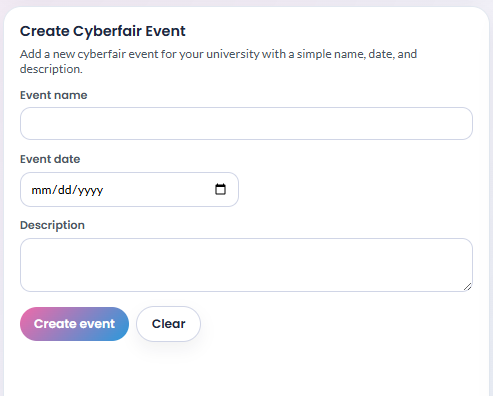 Create Cyberfair Event
Add a new cyberfair event for your university with a simple name, date, and
description.
Event name
Event date
mm/dd/yyyy
Description
Create event
Clear